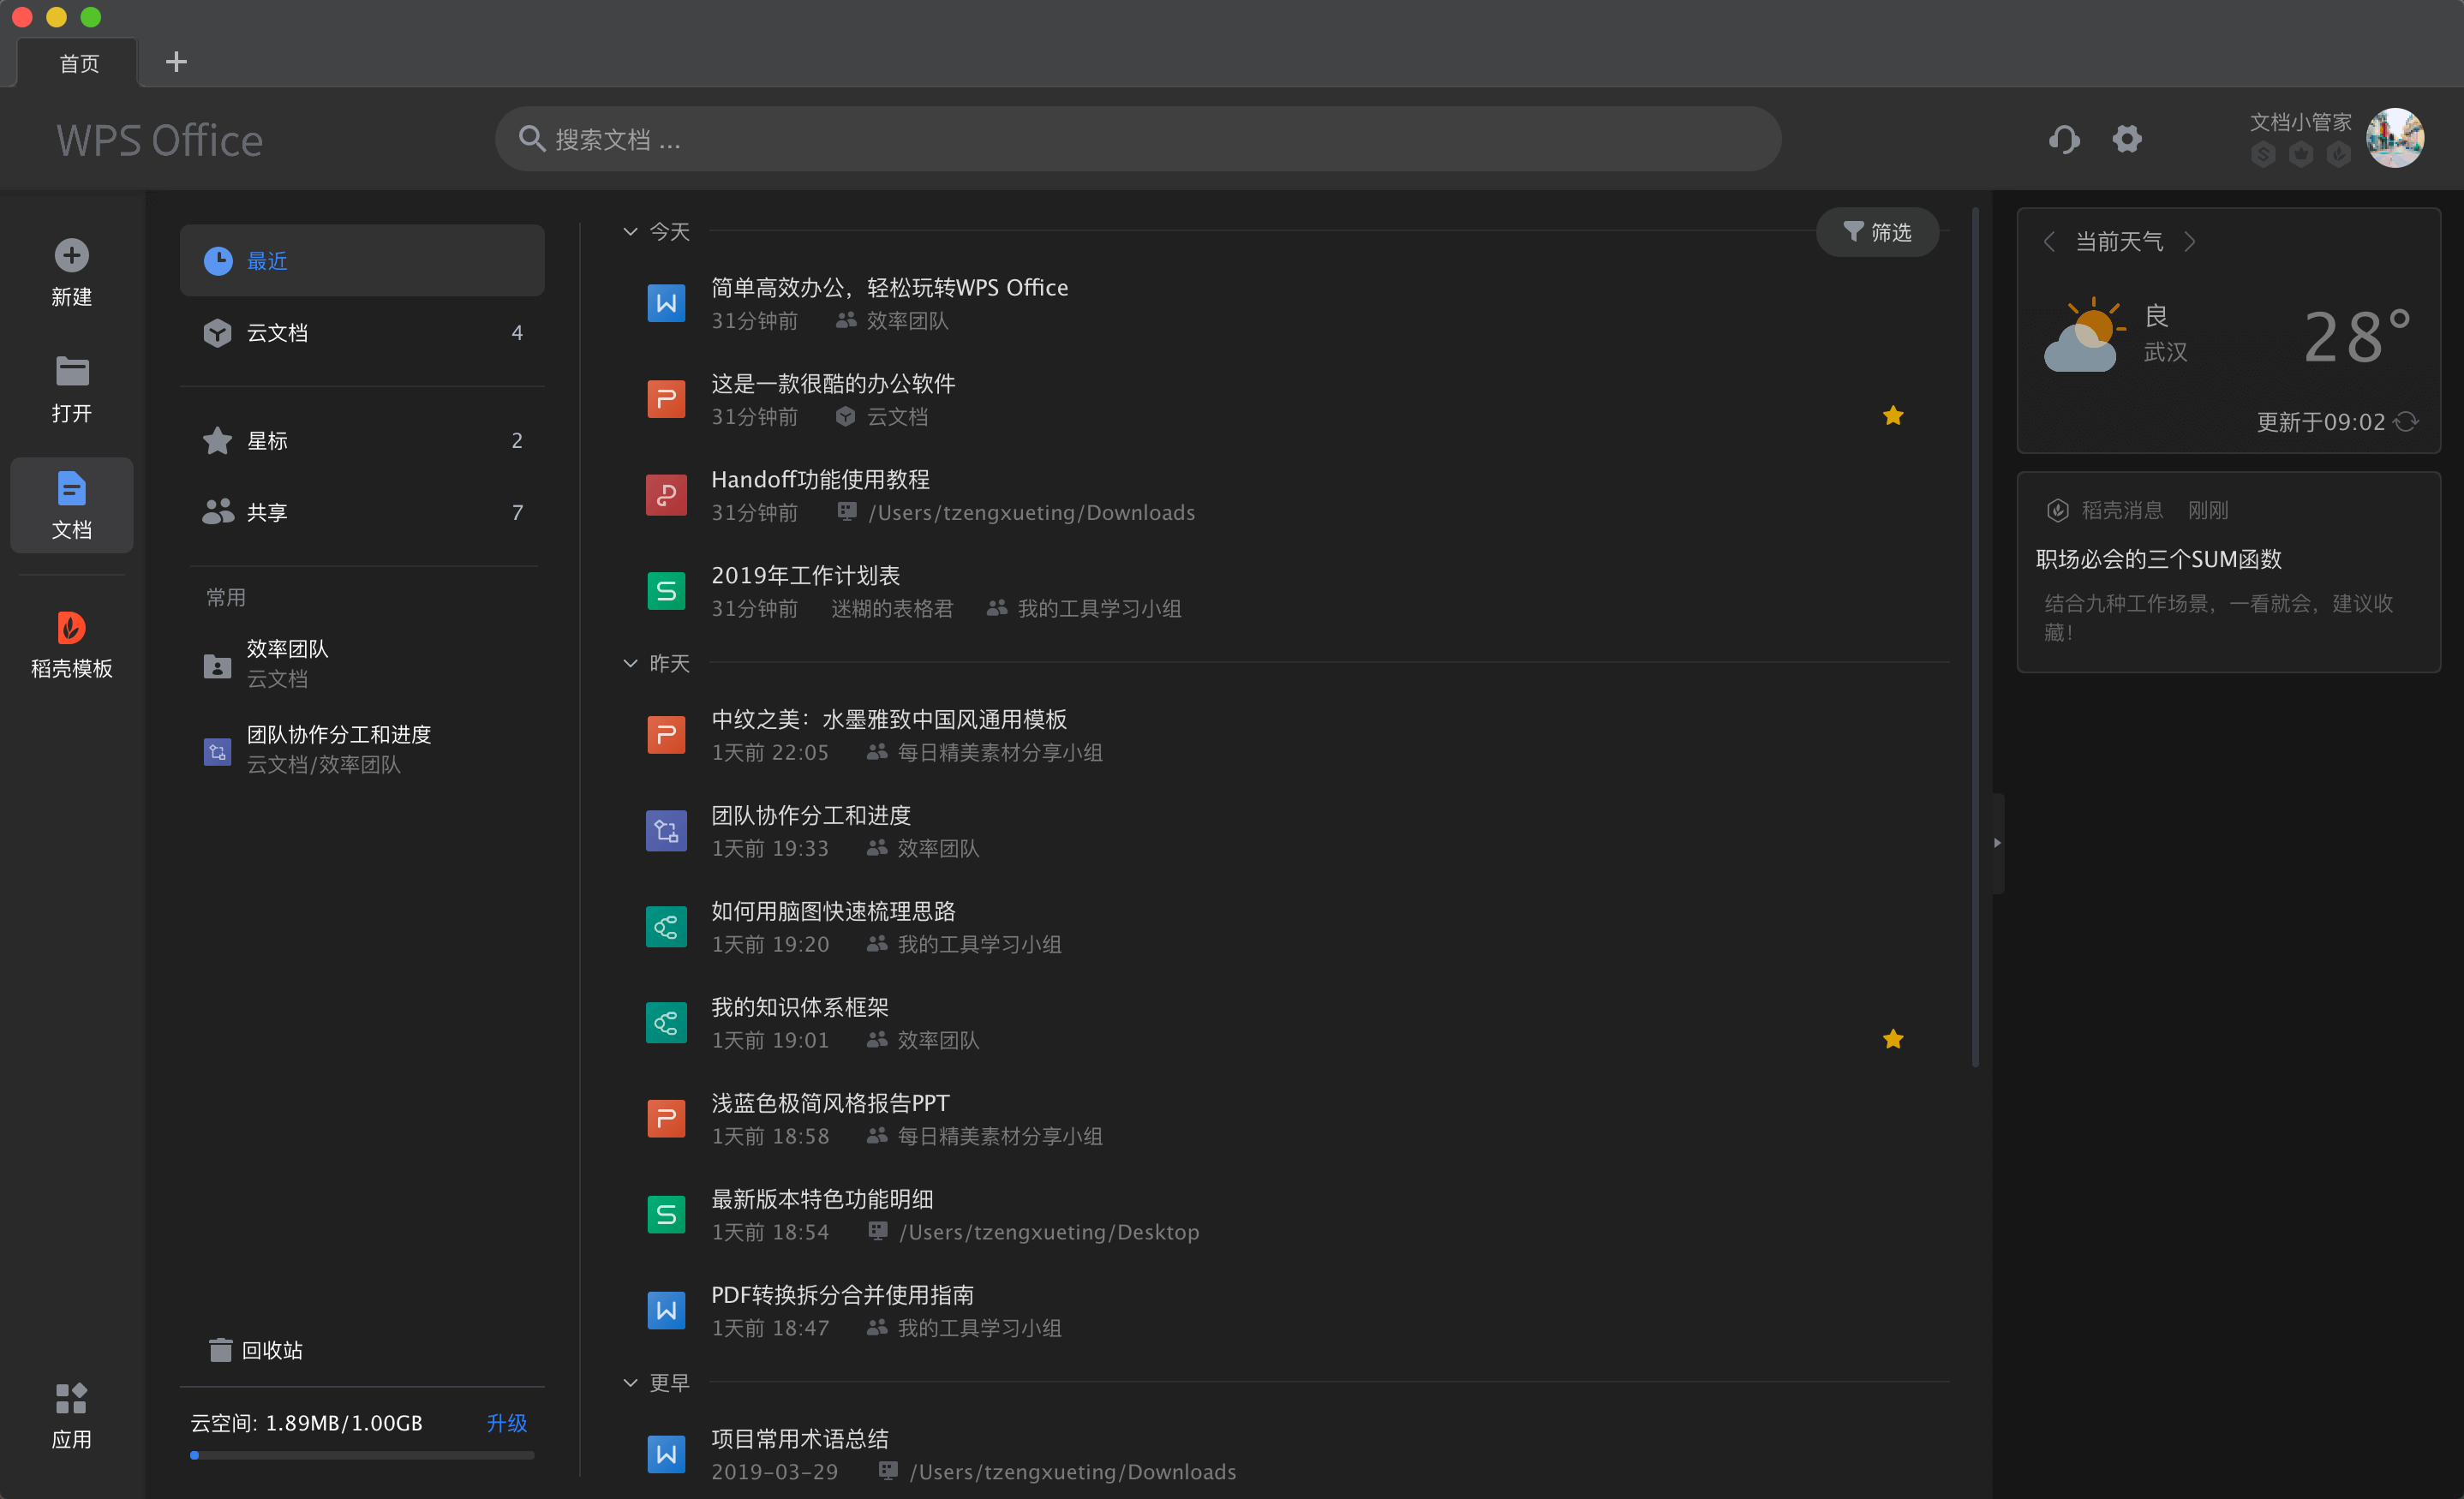 首页
WPS Office
搜索文档 ...
文档小管家
新建
打开
文档
稻壳模板
应用
最近
云文档 4
星标 2
共享 7
常用
效率团队
云文档
团队协作分工和进度
云文档/效率团队
回收站
云空间: 1.89MB/1.00GB 升级
今天
筛选
简单高效办公，轻松玩转WPS Office
31分钟前 效率团队
这是一款很酷的办公软件
31分钟前 云文档
Handoff功能使用教程
31分钟前 /Users/tzengxueting/Downloads
2019年工作计划表
31分钟前 迷糊的表格君 我的工具学习小组
昨天
中纹之美：水墨雅致中国风通用模板
1天前 22:05 每日精美素材分享小组
团队协作分工和进度
1天前 19:33 效率团队
如何用脑图快速梳理思路
1天前 19:20 我的工具学习小组
我的知识体系框架
1天前 19:01 效率团队
浅蓝色极简风格报告PPT
1天前 18:58 每日精美素材分享小组
最新版本特色功能明细
1天前 18:54 /Users/tzengxueting/Desktop
PDF转换拆分合并使用指南
1天前 18:47 我的工具学习小组
更早
项目常用术语总结
2019-03-29 /Users/tzengxueting/Downloads
当前天气
良
武汉
28°
更新于09:02
稻壳消息 刚刚
职场必会的三个SUM函数
结合九种工作场景，一看就会，建议收
藏！